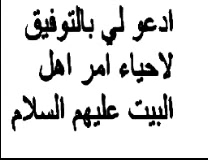 ادعو لي بالتوفيق
لاحياء امر اهل
البيت عليهم السلام